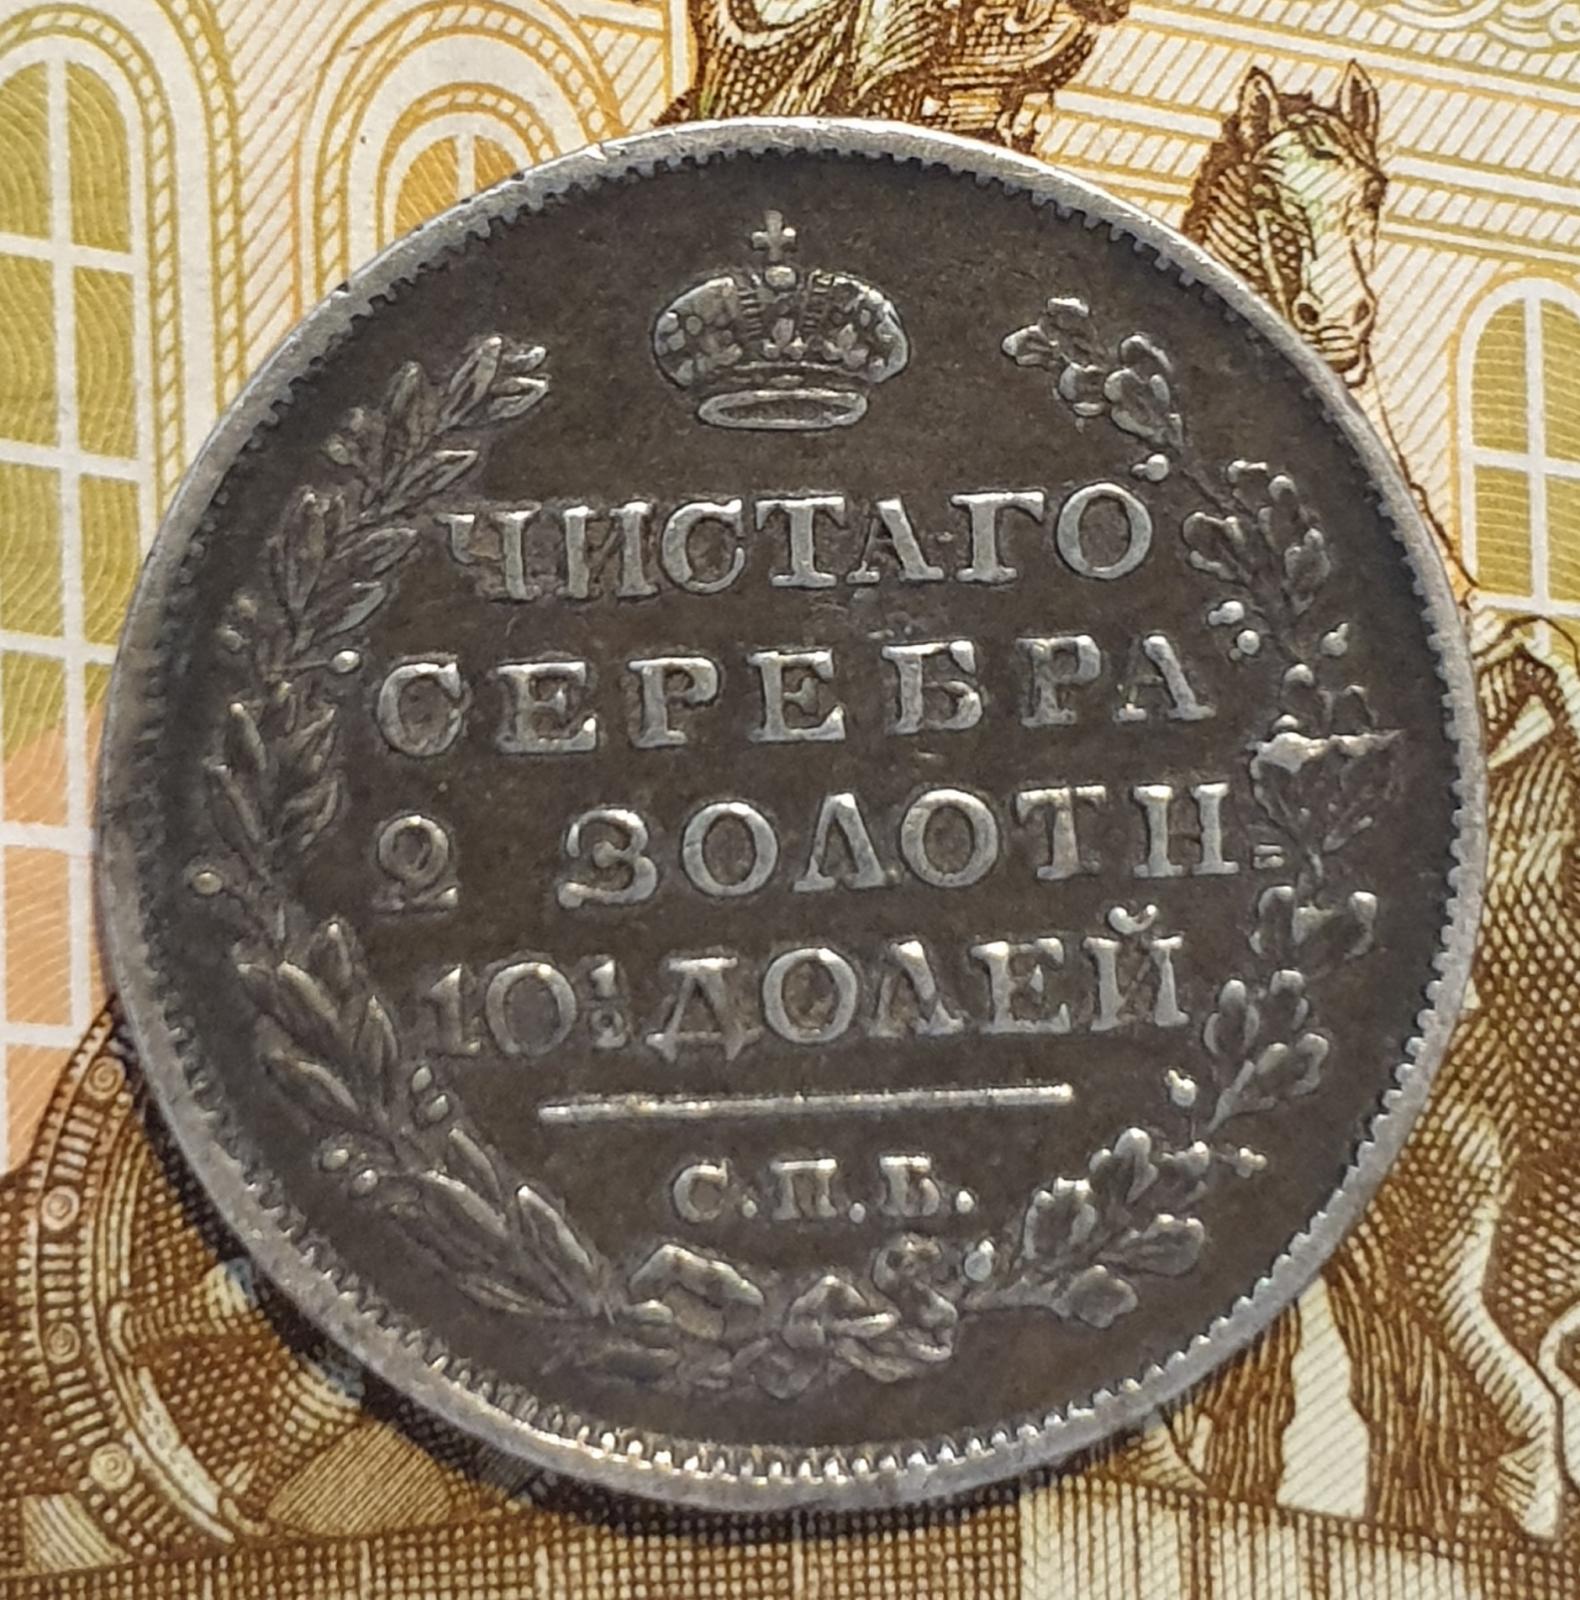 ЧИСТАГО
СЕРЕБРА
2 ЗОЛОТН=
10½ ДОЛЕЙ
С.П.Б.